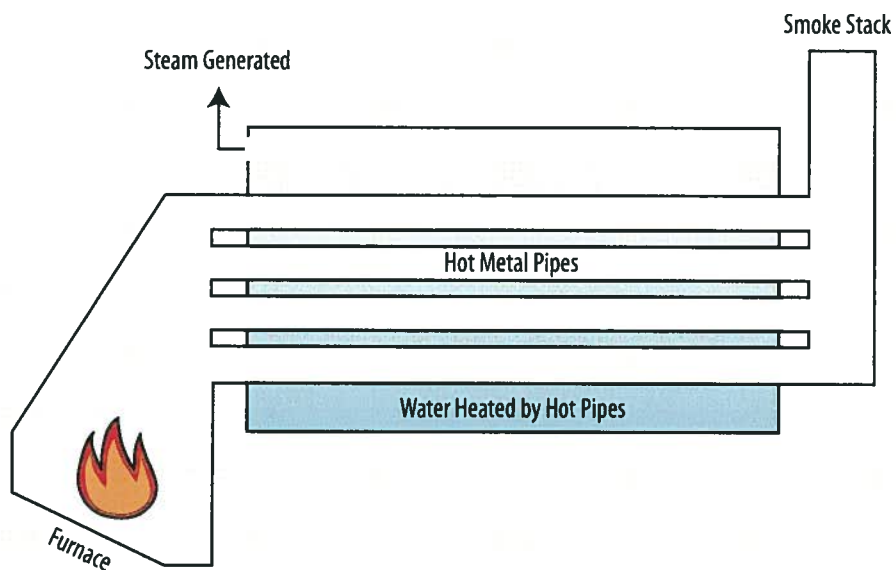 Smoke Stack
Steam Generated
Hot Metal Pipes
Water Heated by Hot Pipes
Furnace